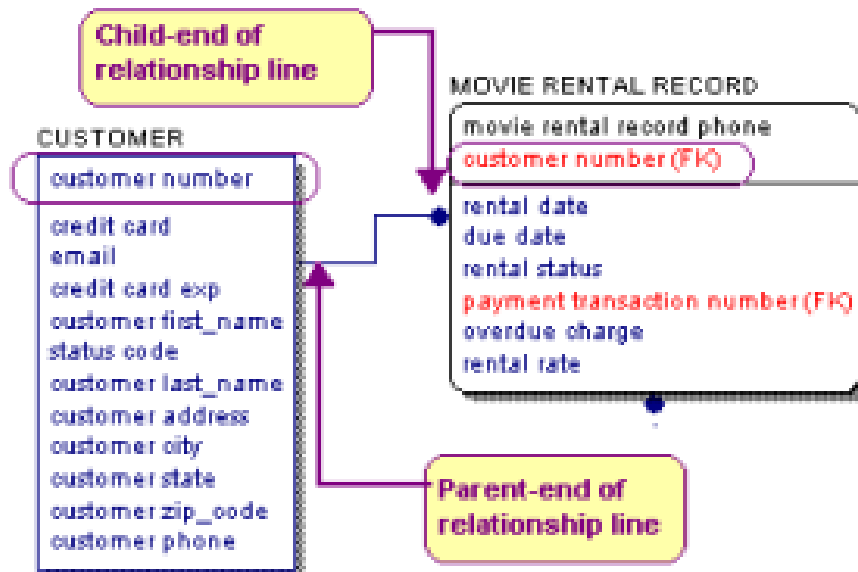 Child-end of
relationship line
CUSTOMER
customer number
credit card
email
credit card exp
customer first_name
status code
customer last_name
customer address
customer city
customer state
customer zip_code
customer phone
MOVIE RENTAL RECORD
movie rental record phone
customer number (FK)
rental date
due date
rental status
payment transaction number (FK)
overdue charge
rental rate
Parent-end of
relationship line